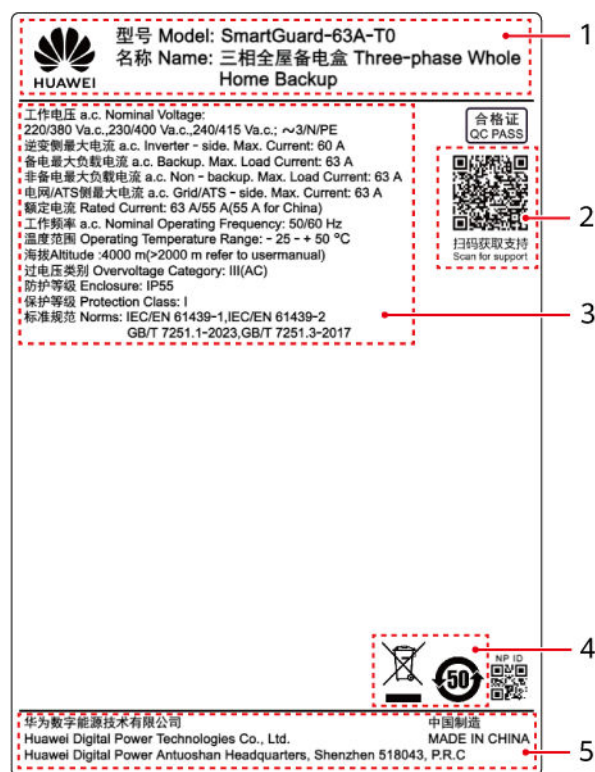 HUAWEI
型号 Model: SmartGuard-63A-T0
名称 Name: 三相全屋备电盒 Three-phase Whole
Home Backup
1
工作电压 a.c. Nominal Voltage:
220/380 Va.c.,230/400 Va.c.,240/415 Va.c.; ～3/N/PE
逆变侧最大电流 a.c. Inverter - side. Max. Current: 60 A
备电最大负载电流 a.c. Backup. Max. Load Current: 63 A
非备电最大负载电流 a.c. Non - backup. Max. Load Current: 63 A
电网/ATS侧最大电流 a.c. Grid/ATS - side. Max. Current: 63 A
额定电流 Rated Current: 63 A/55 A(55 A for China)
工作频率 a.c. Nominal Operating Frequency: 50/60 Hz
温度范围 Operating Temperature Range: - 25 - + 50 ℃
海拔Altitude :4000 m(>2000 m refer to usermanual)
过电压类别 Overvoltage Category: III(AC)
防护等级 Enclosure: IP55
保护等级 Protection Class: I
标准规范 Norms: IEC/EN 61439-1,IEC/EN 61439-2
GB/T 7251.1-2023,GB/T 7251.3-2017
合格证
QC PASS
扫码获取支持
Scan for support
2
3
50
NP ID
4
华为数字能源技术有限公司
Huawei Digital Power Technologies Co., Ltd.
中国制造
MADE IN CHINA
Huawei Digital Power Antuoshan Headquarters, Shenzhen 518043, P.R.C
5